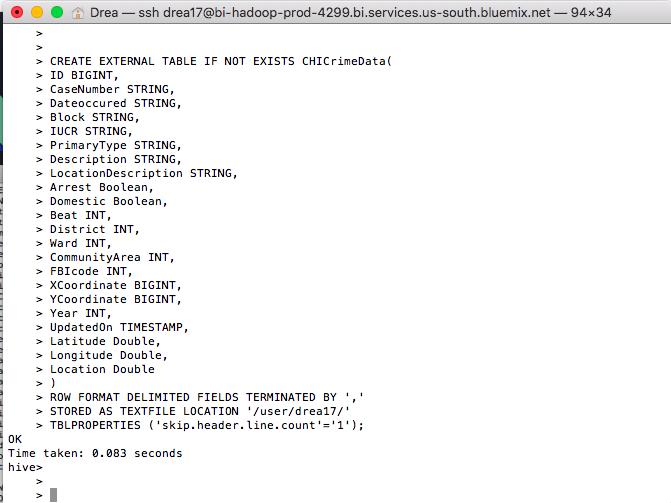 Drea — ssh drea17@bi-hadoop-prod-4299.bi.services.us-south.bluemix.net — 94×34
>
>
> CREATE EXTERNAL TABLE IF NOT EXISTS CHICrimeData(
> ID BIGINT,
> CaseNumber STRING,
> Dateoccured STRING,
> Block STRING,
> IUCR STRING,
> PrimaryType STRING,
> Description STRING,
> LocationDescription STRING,
> Arrest Boolean,
> Domestic Boolean,
> Beat INT,
> District INT,
> Ward INT,
> CommunityArea INT,
> FBIcode INT,
> XCoordinate BIGINT,
> YCoordinate BIGINT,
> Year INT,
> UpdatedOn TIMESTAMP,
> Latitude Double,
> Longitude Double,
> Location Double
> )
> ROW FORMAT DELIMITED FIELDS TERMINATED BY ','
> STORED AS TEXTFILE LOCATION '/user/drea17/'
> TBLPROPERTIES ('skip.header.line.count'='1');
OK
Time taken: 0.083 seconds
hive>
>
>